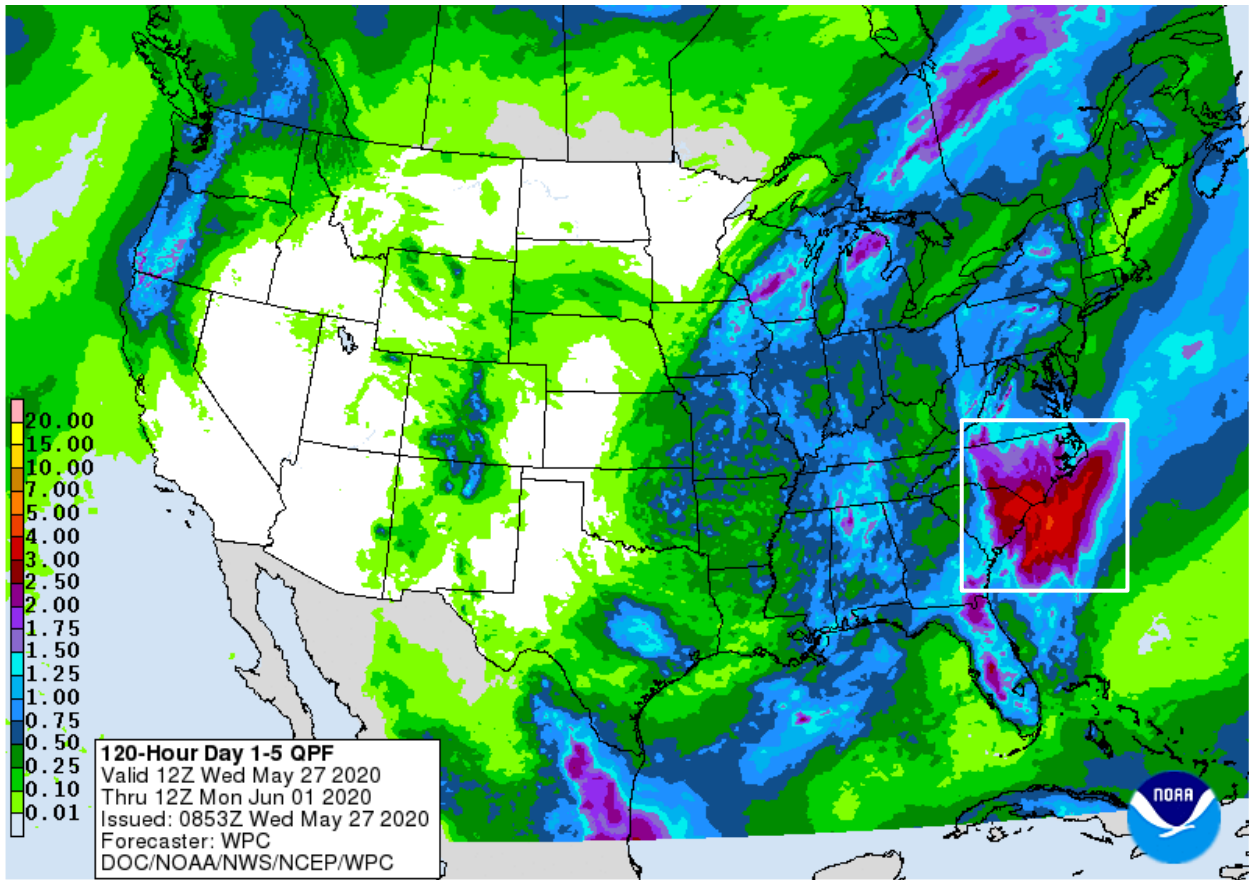 20.00
15.00
10.00
7.00
5.00
4.00
3.00
2.50
2.00
1.75
1.50
1.25
1.00
0.75
0.50
0.25
0.10
0.01
120-Hour Day 1-5 QPF
Valid 12Z Wed May 27 2020
Thru 12Z Mon Jun 01 2020
Issued: 0853Z Wed May 27 2020
Forecaster: WPC
DOC/NOAA/NWS/NCEP/WPC
NOAA